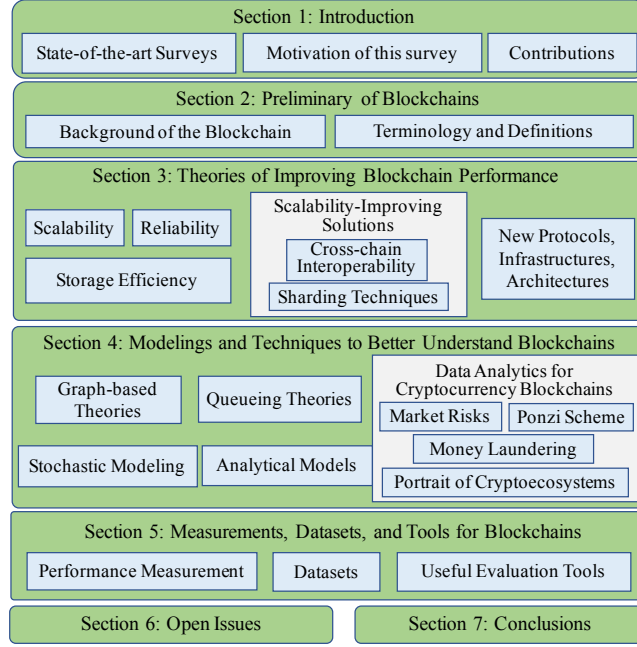 Section 1: Introduction
State-of-the-art Surveys
Motivation of this survey
Contributions
Section 2: Preliminary of Blockchains
Background of the Blockchain
Terminology and Definitions
Section 3: Theories of Improving Blockchain Performance
Scalability
Reliability
Storage Efficiency
Scalability-Improving
Solutions
Cross-chain
Interoperability
Sharding Techniques
New Protocols,
Infrastructures,
Architectures
Section 4: Modelings and Techniques to Better Understand Blockchains
Graph-based
Theories
Queueing Theories
Stochastic Modeling
Analytical Models
Data Analytics for
Cryptocurrency Blockchains
Market Risks
Ponzi Scheme
Money Laundering
Portrait of Cryptoecosystems
Section 5: Measurements, Datasets, and Tools for Blockchains
Performance Measurement
Datasets
Useful Evaluation Tools
Section 6: Open Issues
Section 7: Conclusions